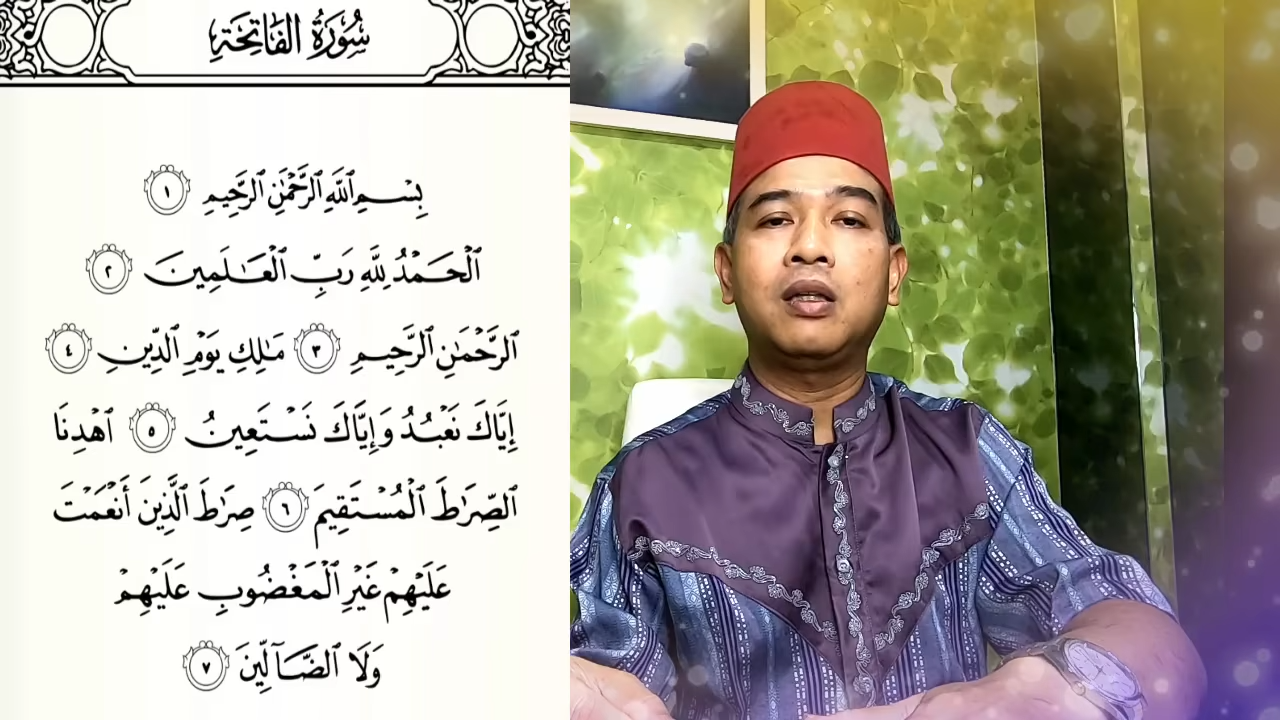 سُورَةُ الفَاتِحَةِ
بِسْمِ ٱللَّهِ ٱلرَّحْمَٰنِ ٱلرَّحِيمِ ١
ٱلْحَمْدُ لِلَّهِ رَبِّ ٱلْعَٰلَمِينَ ٢
ٱلرَّحْمَٰنِ ٱلرَّحِيمِ ٣ مَٰلِكِ يَوْمِ ٱلدِّينِ ٤
إِيَّاكَ نَعْبُدُ وَإِيَّاكَ نَسْتَعِينُ ٥ ٱهْدِنَا
ٱلصِّرَٰطَ ٱلْمُسْتَقِيمَ ٦ صِرَٰطَ ٱلَّذِينَ أَنْعَمْتَ
عَلَيْهِمْ غَيْرِ ٱلْمَغْضُوبِ عَلَيْهِمْ
وَلَا ٱلضَّآلِّينَ ٧